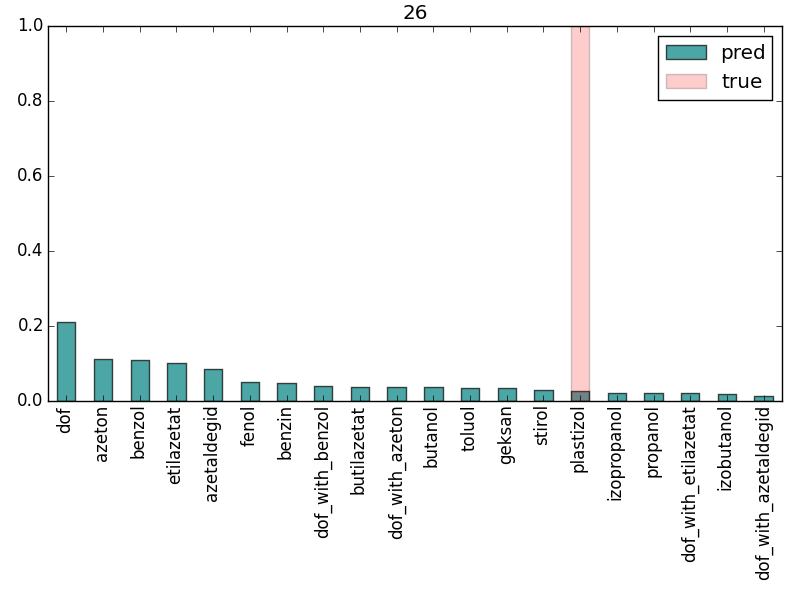 26
1.0
0.8
0.6
0.4
0.2
0.0
pred
true
dof
azeton
benzol
etilazetat
azetaldegid
fenol
benzin
dof_with_benzol
butilazetat
dof_with_azeton
butanol
toluol
geksan
stirol
plastizol
izopropanol
propanol
dof_with_etilazetat
izobutanol
dof_with_azetaldegid